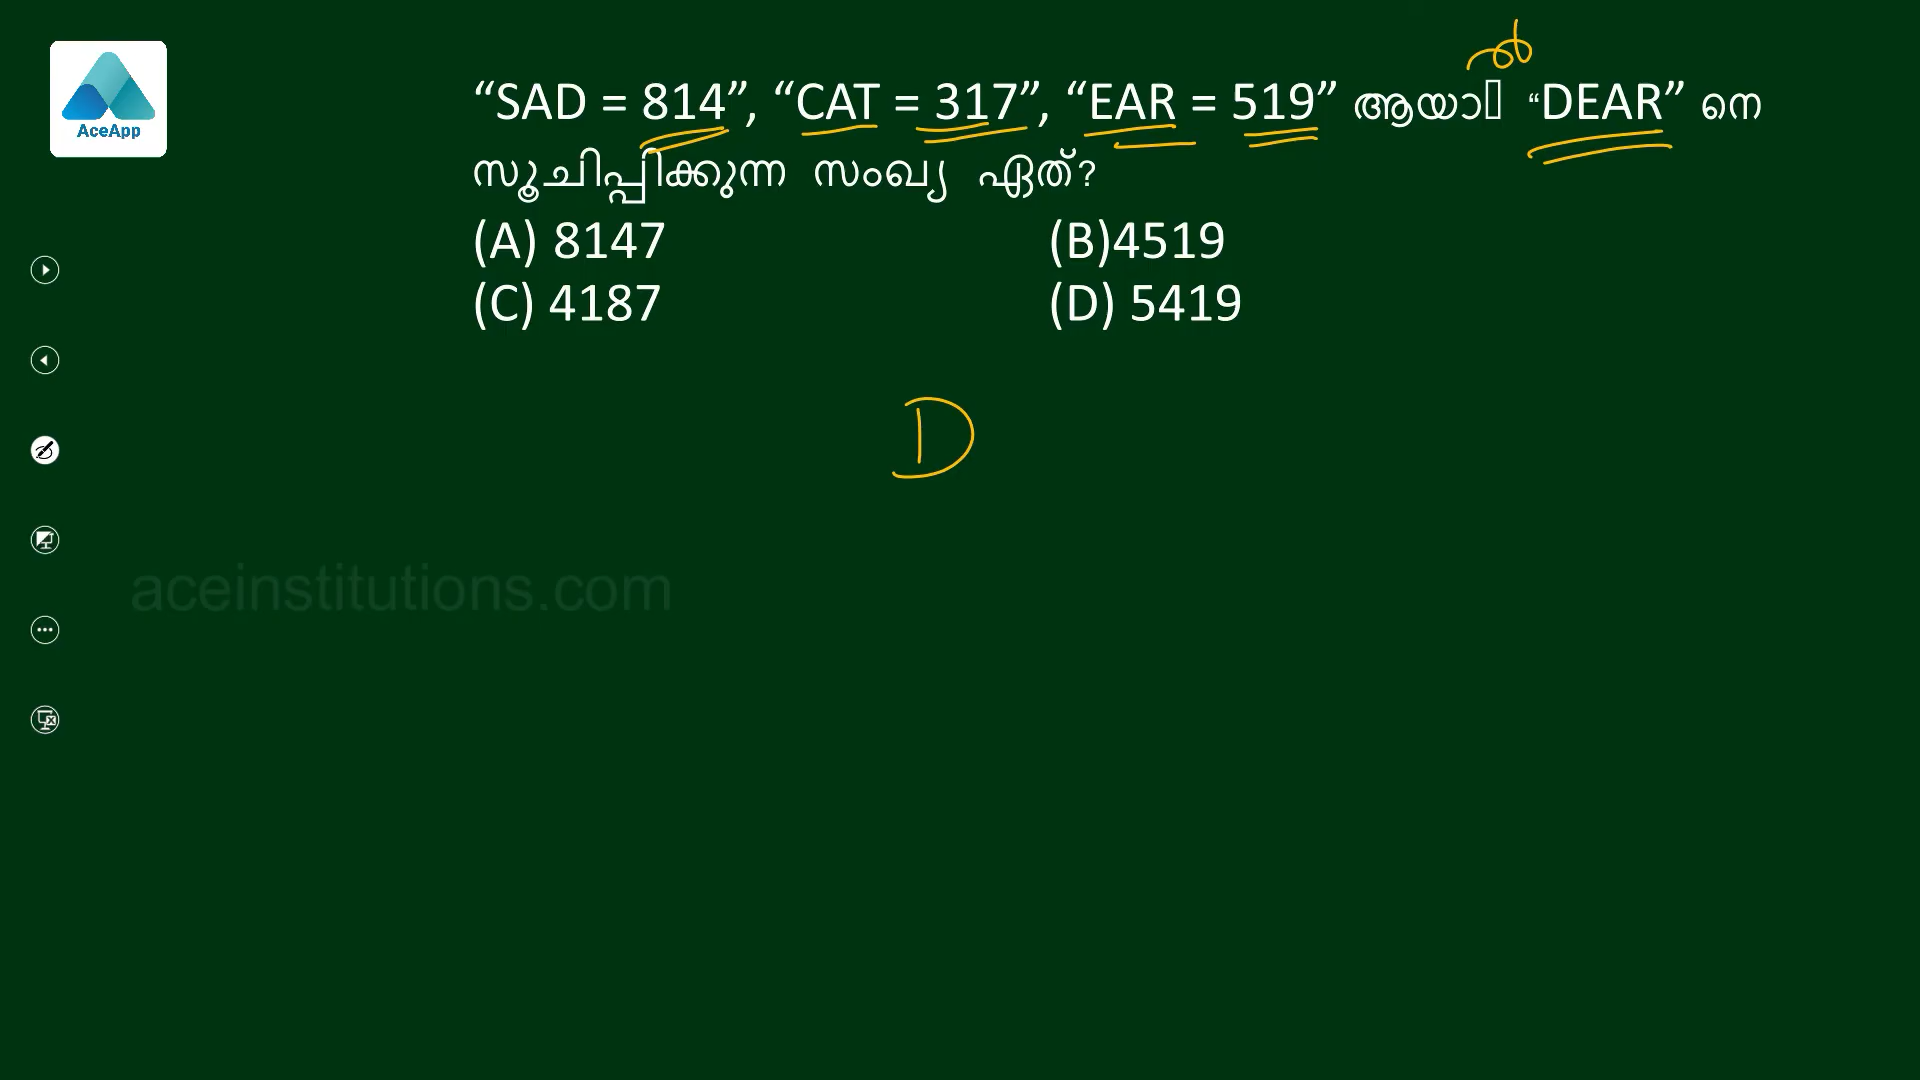 AceApp
“SAD = 814”, “CAT = 317”, “EAR = 519” ആയാൽ “DEAR” നെ
സൂചിപ്പിക്കുന്ന സംഖ്യ ഏത്?
(A) 8147 (B)4519
(C) 4187 (D) 5419
D
aceinstitutions.com